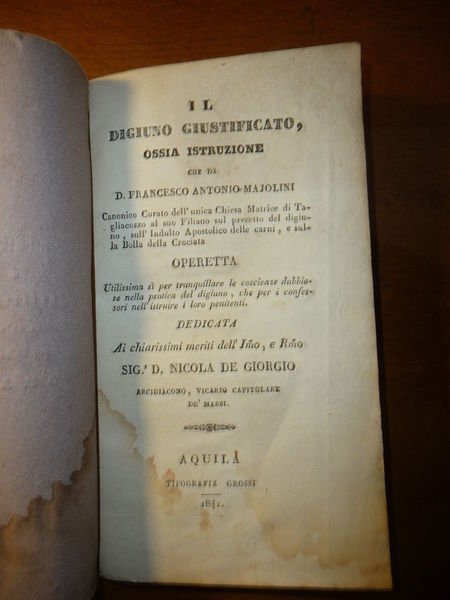 IL
DIGIUNO GIUSTIFICATO,
OSSIA ISTRUZIONE
CHE DA
D. FRANCESCO ANTONIO MAJOLINI
Canonico Curato dell'unica Chiesa Matrice di Ta-
gliacozzo al suo Filiano sul precetto del digiu-
no, sull'Indulto Apostolico delle carni, e sul-
la Bolla della Crociata
OPERETTA
Utilissima sì per tranquillare le coscienze dubbio-
se nella pratica del digiuno, che per i confes-
sori nell'istruire i loro penitenti.
DEDICATA
Ai chiarissimi meriti dell'Iño, e Rño
SIG.r D. NICOLA DE GIORGIO
ARCIDIACONO, VICARIO CAPITOLARE
DE' MARSI.
AQUILÀ
TIPOGRAFIA GROSSI
1841.